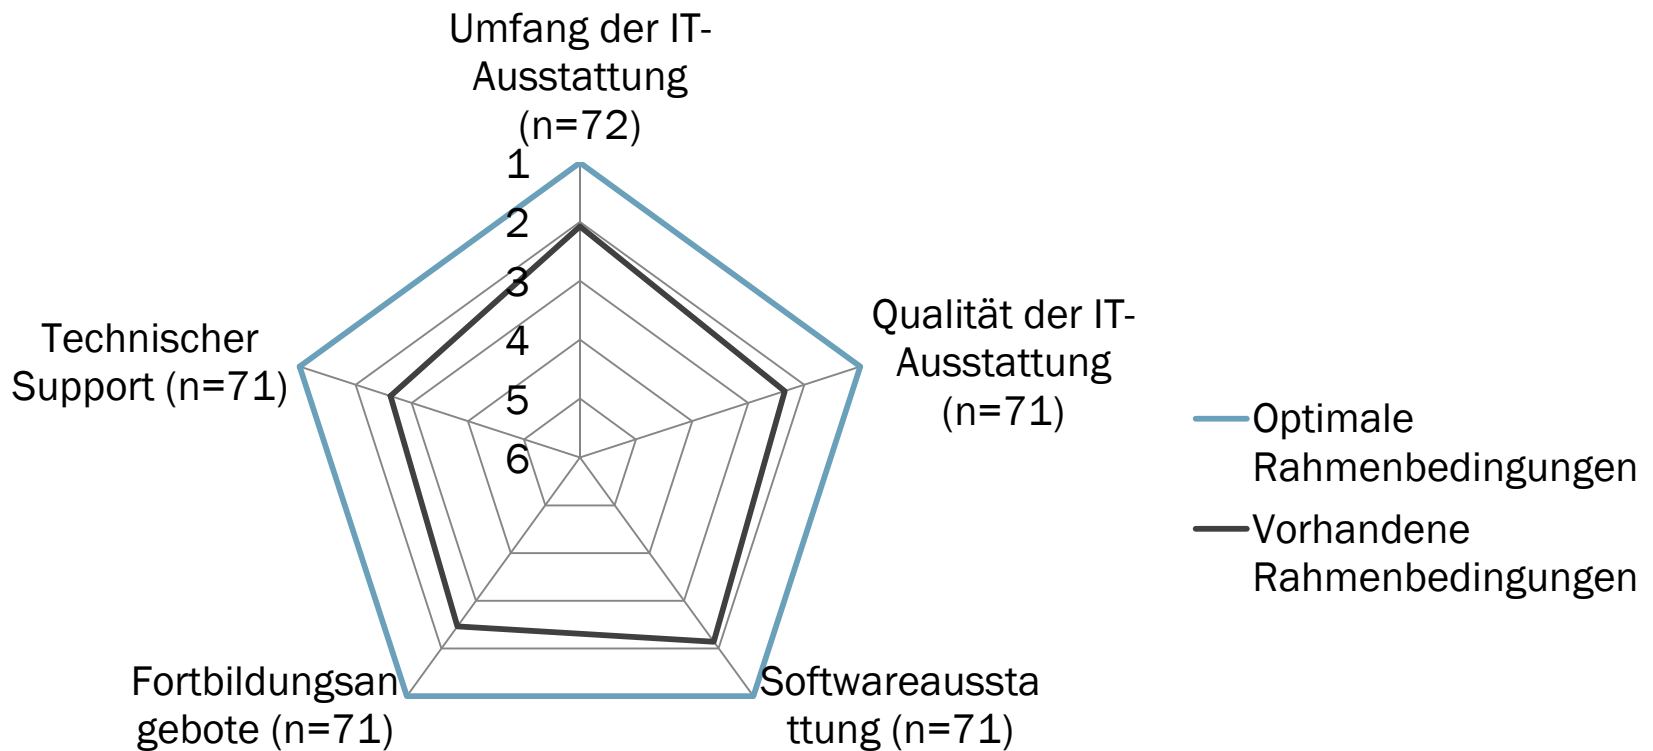 Umfang der IT-
Ausstattung
(n=72)
1
2
3
4
5
6
Qualität der IT-
Ausstattung
(n=71)
Softwareaussta
ttung (n=71)
Fortbildungsan
gebote (n=71)
Technischer
Support (n=71)
Optimale
Rahmenbedingungen
Vorhandene
Rahmenbedingungen